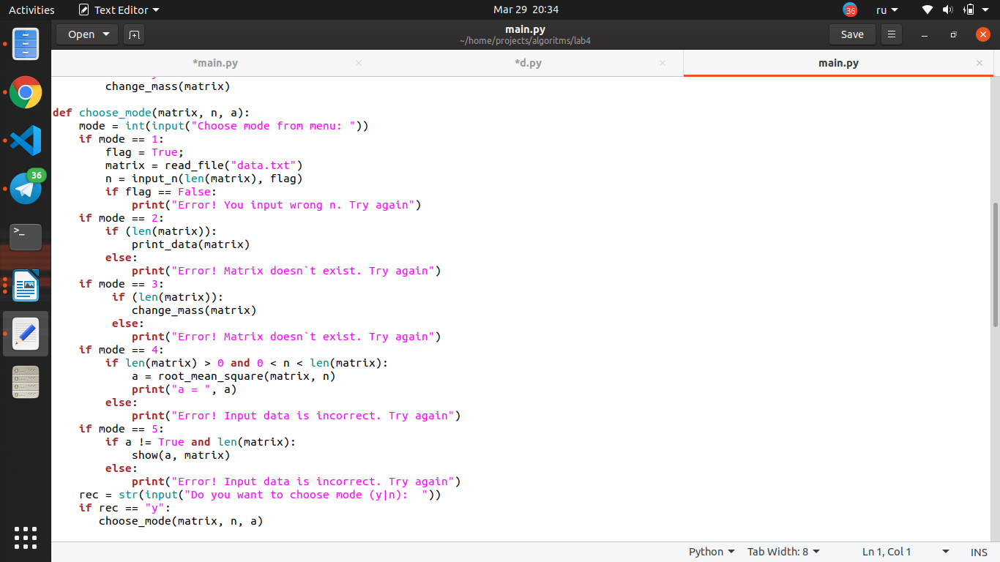 Activities Text Editor Mar 29 20:34 36 ru
Open main.py Save
~/home/projects/algoritms/lab4
*main.py *d.py main.py
        change_mass(matrix)
def choose_mode(matrix, n, a):
    mode = int(input("Choose mode from menu: "))
    if mode == 1:
        flag = True;
        matrix = read_file("data.txt")
        n = input_n(len(matrix), flag)
        if flag == False:
            print("Error! You input wrong n. Try again")
    if mode == 2:
        if (len(matrix)):
            print_data(matrix)
        else:
            print("Error! Matrix doesn`t exist. Try again")
    if mode == 3:
         if (len(matrix)):
            change_mass(matrix)
         else:
            print("Error! Matrix doesn`t exist. Try again")
    if mode == 4:
        if len(matrix) > 0 and 0 < n < len(matrix):
            a = root_mean_square(matrix, n)
            print("a = ", a)
        else:
            print("Error! Input data is incorrect. Try again")
    if mode == 5:
        if a != True and len(matrix):
            show(a, matrix)
        else:
            print("Error! Input data is incorrect. Try again")
    rec = str(input("Do you want to choose mode (y|n):  "))
    if rec == "y":
       choose_mode(matrix, n, a)
36
>_
Python Tab Width: 8 Ln 1, Col 1 INS